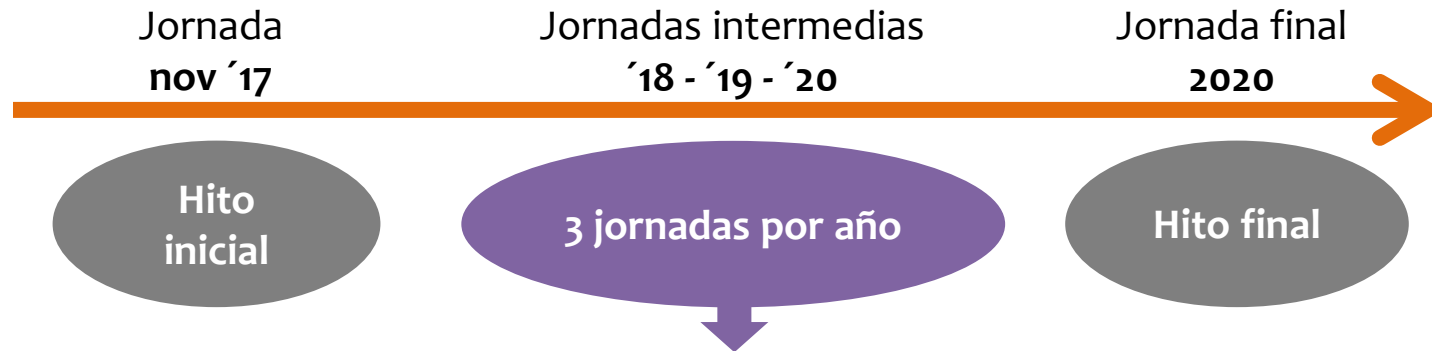 Jornada
nov ´17
Jornadas intermedias
´18 - ´19 - ´20
Jornada final
2020
Hito
inicial
3 jornadas por año
Hito final